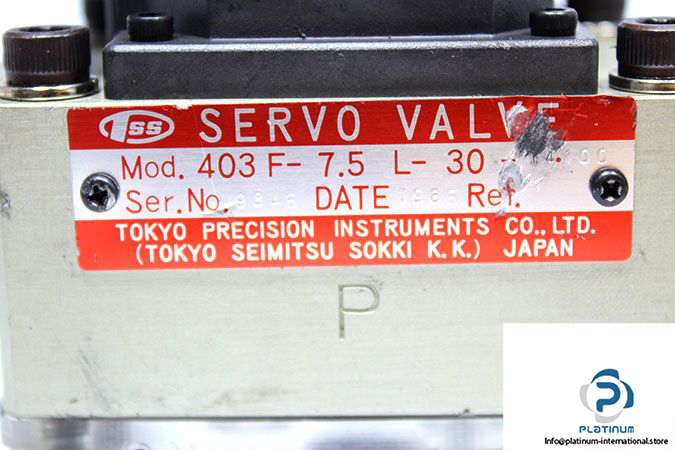 TSS SERVO VALVE
Mod. 403 F- 7.5 L- 30
Ser.No. DATE Ref.
TOKYO PRECISION INSTRUMENTS CO., LTD.
(TOKYO SEIMITSU SOKKI K.K.) JAPAN
P
PLATINUM
info@platinum-international.store